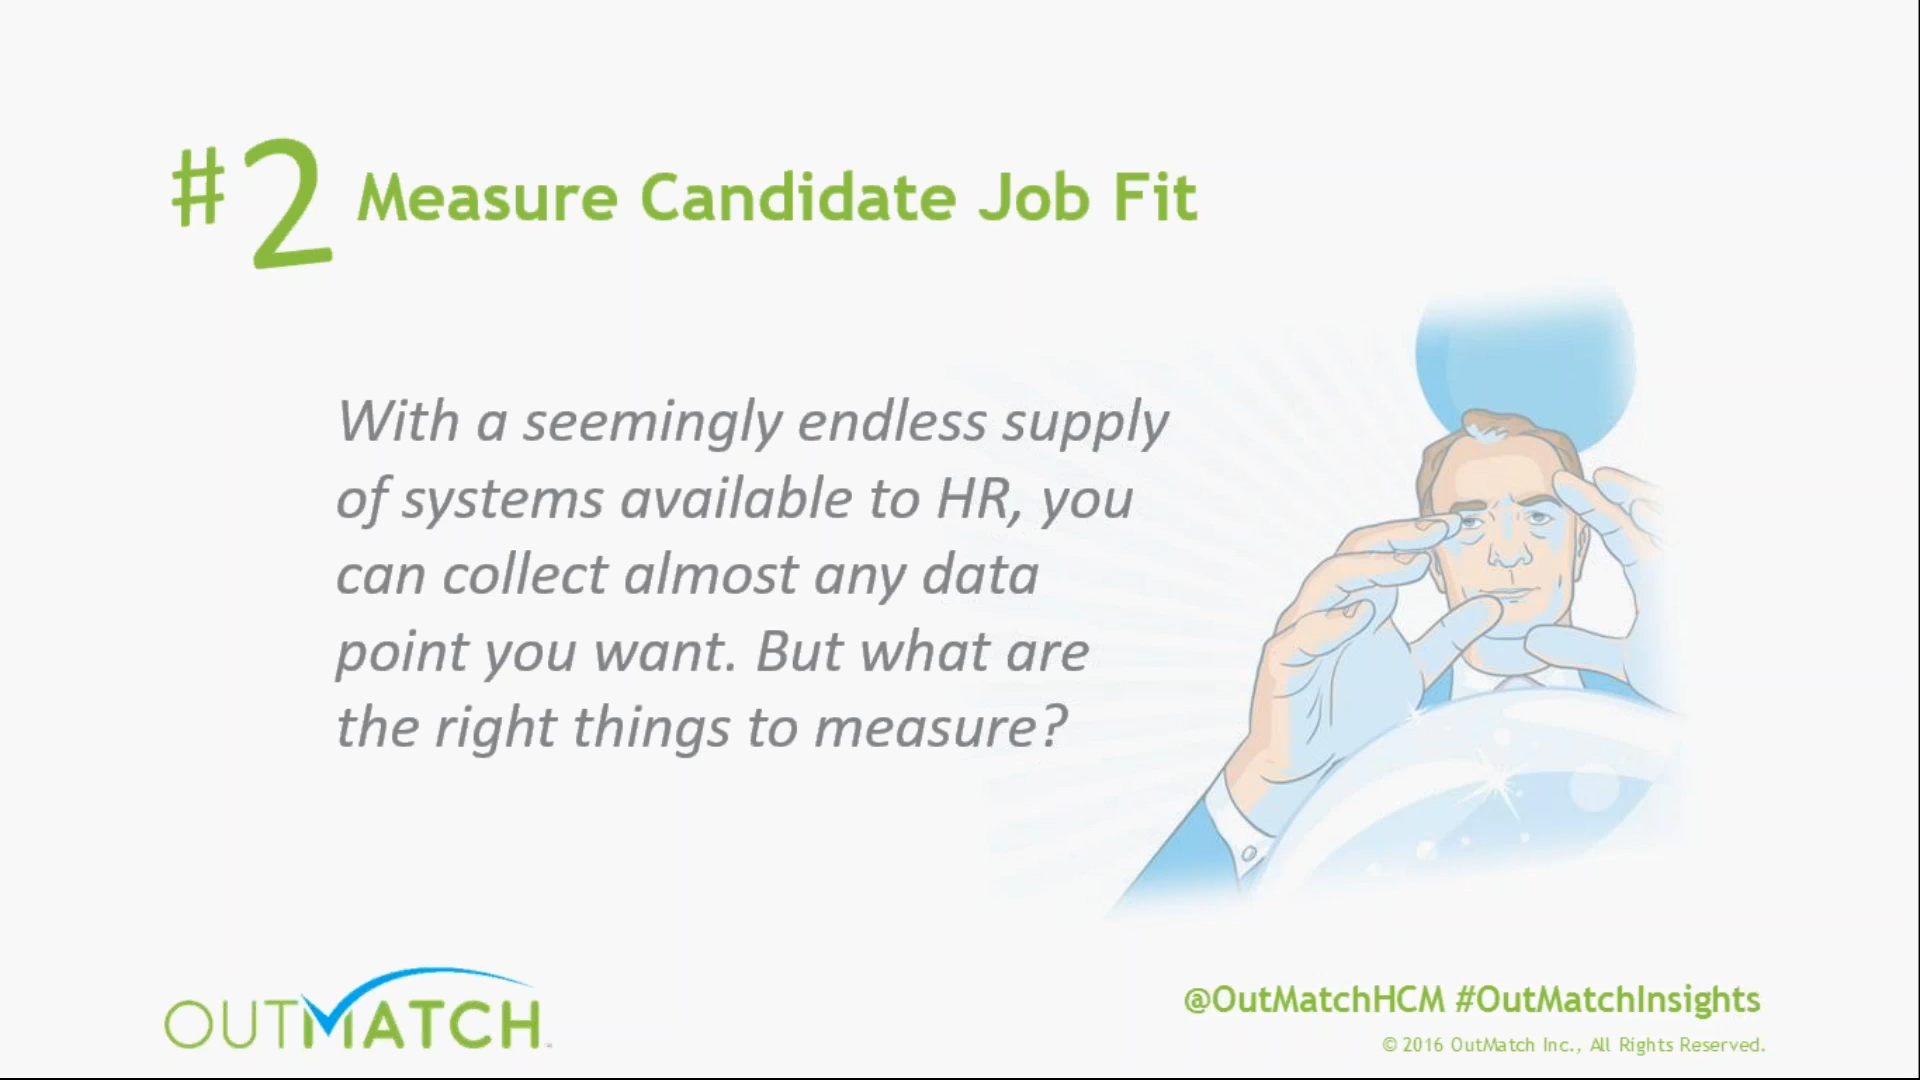 #2 Measure Candidate Job Fit
With a seemingly endless supply
of systems available to HR, you
can collect almost any data
point you want. But what are
the right things to measure?
OUTMATCH
@OutMatchHCM #OutMatchInsights
© 2016 OutMatch Inc., All Rights Reserved.